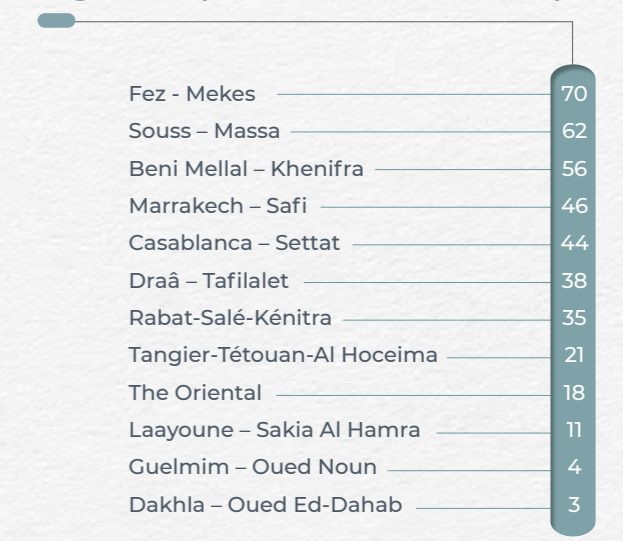 Fez - Mekes 70
Souss – Massa 62
Beni Mellal – Khenifra 56
Marrakech – Safi 46
Casablanca – Settat 44
Draâ – Tafilalet 38
Rabat-Salé-Kénitra 35
Tangier-Tétouan-Al Hoceima 21
The Oriental 18
Laayoune – Sakia Al Hamra 11
Guelmim – Oued Noun 4
Dakhla – Oued Ed-Dahab 3